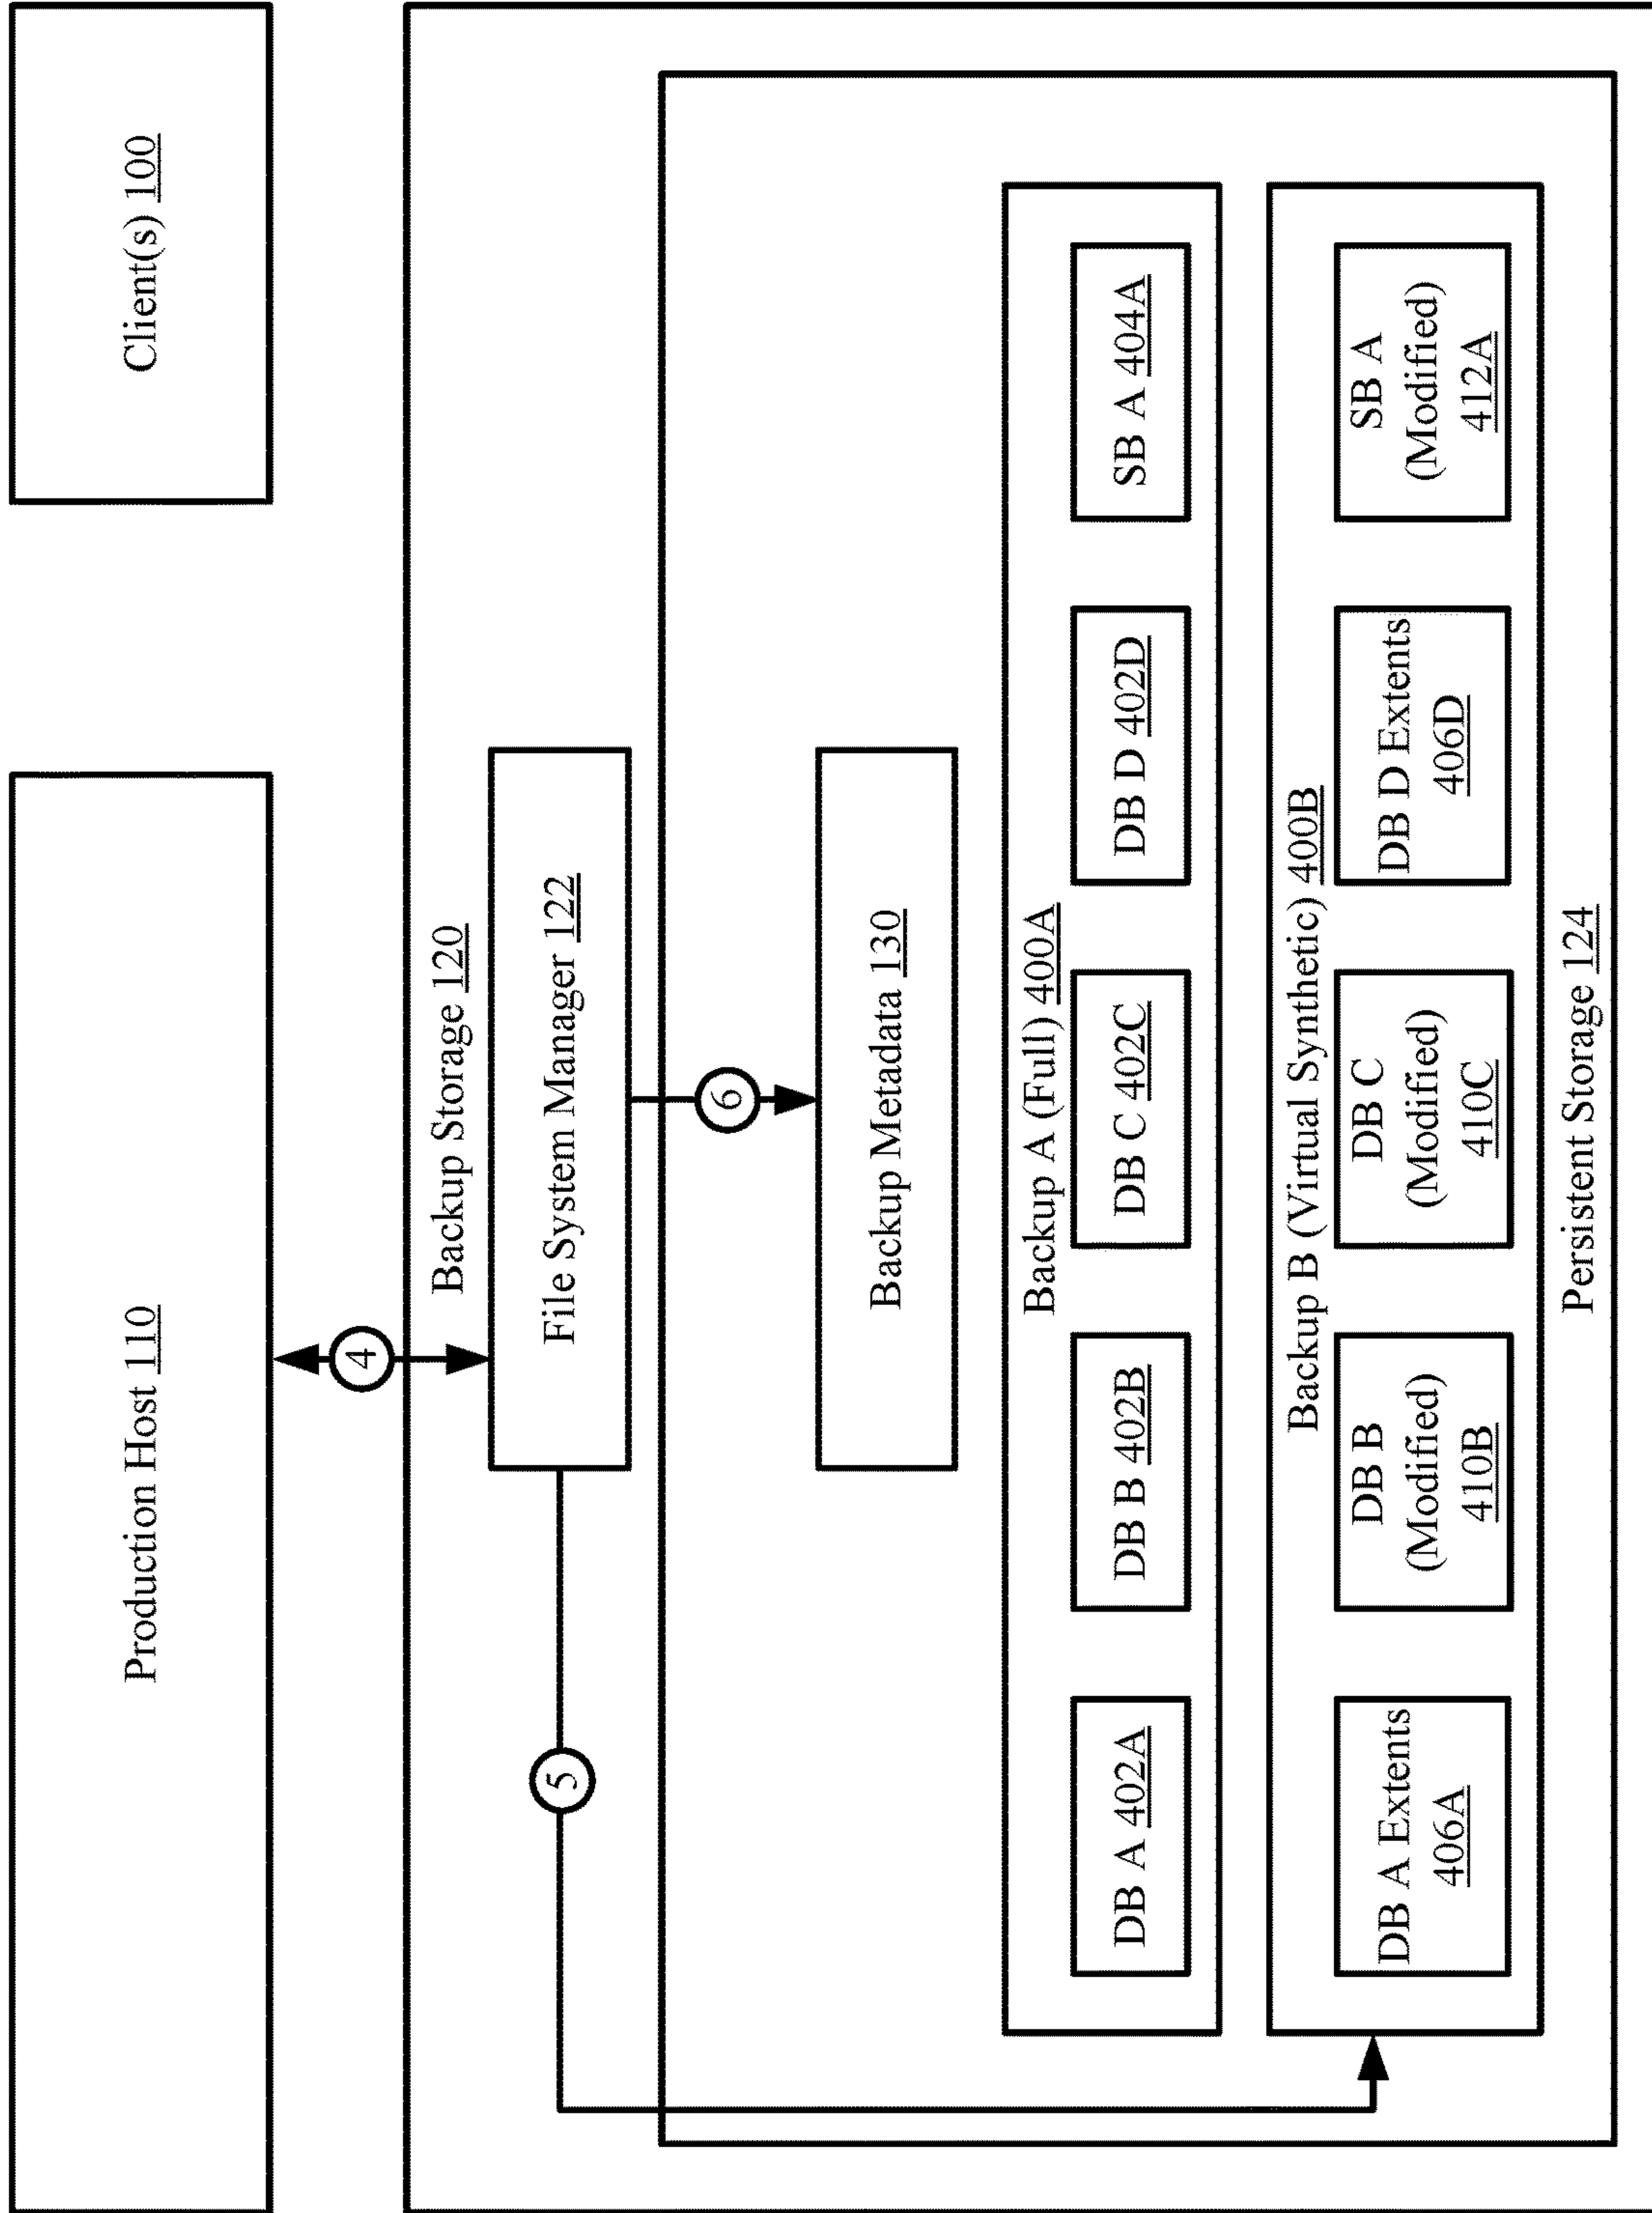 Production Host 110
Client(s) 100
4
Backup Storage 120
File System Manager 122
5
6
Backup Metadata 130
Backup A (Full) 400A
DB A 402A
DB B 402B
DB C 402C
DB D 402D
SB A 404A
Backup B (Virtual Synthetic) 400B
DB A Extents
406A
DB B
(Modified)
410B
DB C
(Modified)
410C
DB D Extents
406D
SB A
(Modified)
412A
Persistent Storage 124